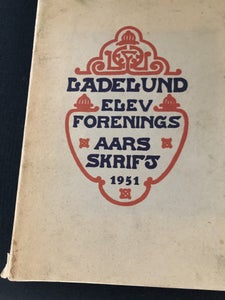 LADELUND
ELEV
FORENINGS
AARS
SKRIFT
1951